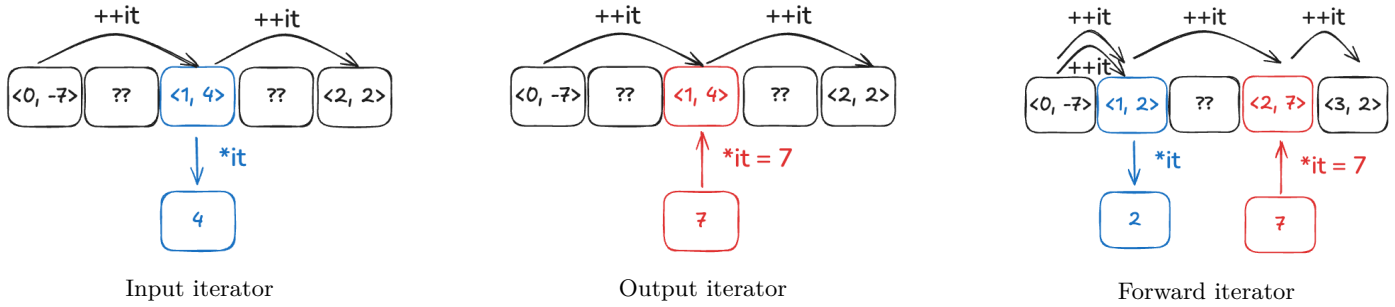 ++it ++it
<0, -7> ?? <1, 4> ?? <2, 2>
*it
4
Input iterator
++it ++it
<0, -7> ?? <1, 4> ?? <2, 2>
*it = 7
7
Output iterator
++it ++it ++it
++it
<0, -7> <1, 2> ?? <2, 7> <3, 2>
*it *it = 7
2 7
Forward iterator